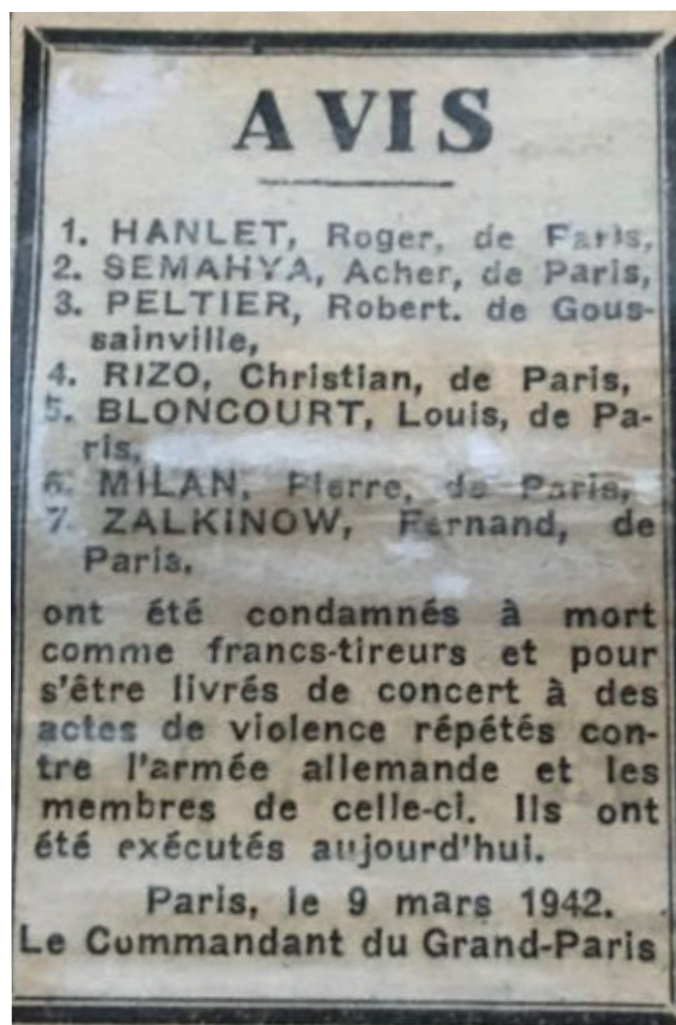 AVIS
1. HANLET, Roger, de Paris,
2. SEMAHYA, Acher, de Paris,
3. PELTIER, Robert. de Gous-
sainville,
4. RIZO, Christian, de Paris,
5. BLONCOURT, Louis, de Pa-
ris,
6. MILAN, Pierre, de Paris,
7. ZALKINOW, Fernand, de
Paris.
ont été condamnés à mort
comme francs-tireurs et pour
s'être livrés de concert à des
actes de violence répétés con-
tre l'armée allemande et les
membres de celle-ci. Ils ont
été exécutés aujourd'hui.
Paris, le 9 mars 1942.
Le Commandant du Grand-Paris